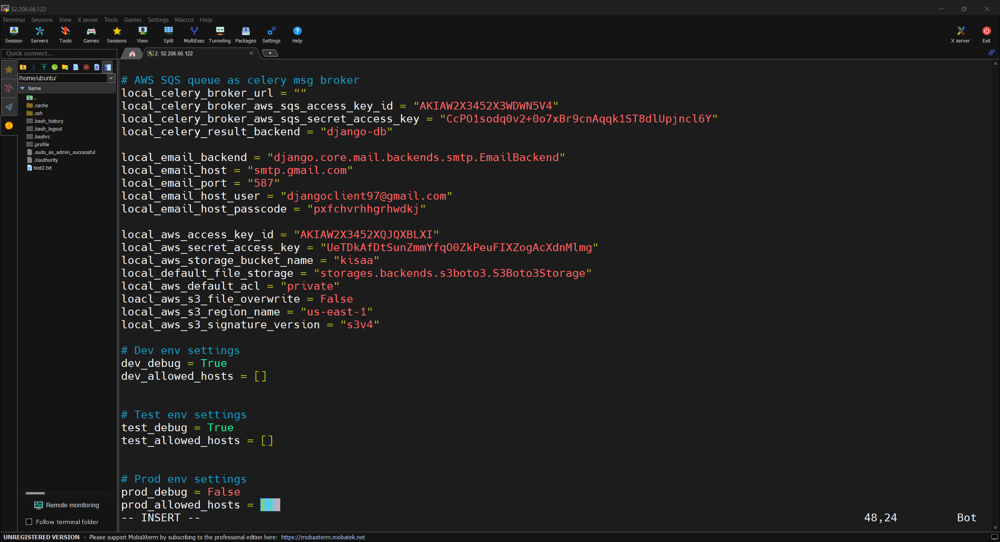 52.206.66.122
Terminal Sessions View X server Tools Games Settings Macros Help
Session Servers Tools Games Sessions View Split MultiExec Tunneling Packages Settings Help X server Exit
Quick connect...
2. 52.206.66.122
/home/ubuntu/
Name
..
.cache
.ssh
.bash_history
.bash_logout
.bashrc
.profile
.sudo_as_admin_successful
.Xauthority
test2.txt
Remote monitoring
Follow terminal folder
# AWS SQS queue as celery msg broker
local_celery_broker_url = ""
local_celery_broker_aws_sqs_access_key_id = "AKIAW2X3452X3WDWN5V4"
local_celery_broker_aws_sqs_secret_access_key = "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"
local_celery_result_backend = "django-db"
local_email_backend = "django.core.mail.backends.smtp.EmailBackend"
local_email_host = "smtp.gmail.com"
local_email_port = "587"
local_email_host_user = "djangoclient97@gmail.com"
local_email_host_passcode = "pxfchvrhhgrhwdkj"
local_aws_access_key_id = "AKIAW2X3452XQJQXBLXI"
local_aws_secret_access_key = "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"
local_aws_storage_bucket_name = "kisaa"
local_default_file_storage = "storages.backends.s3boto3.S3Boto3Storage"
local_aws_default_acl = "private"
loacl_aws_s3_file_overwrite = False
local_aws_s3_region_name = "us-east-1"
local_aws_s3_signature_version = "s3v4"
# Dev env settings
dev_debug = True
dev_allowed_hosts = []
# Test env settings
test_debug = True
test_allowed_hosts = []
# Prod env settings
prod_debug = False
prod_allowed_hosts = []
-- INSERT -- 48,24 Bot
UNREGISTERED VERSION - Please support MobaXterm by subscribing to the professional edition here: https://mobaxterm.mobatek.net